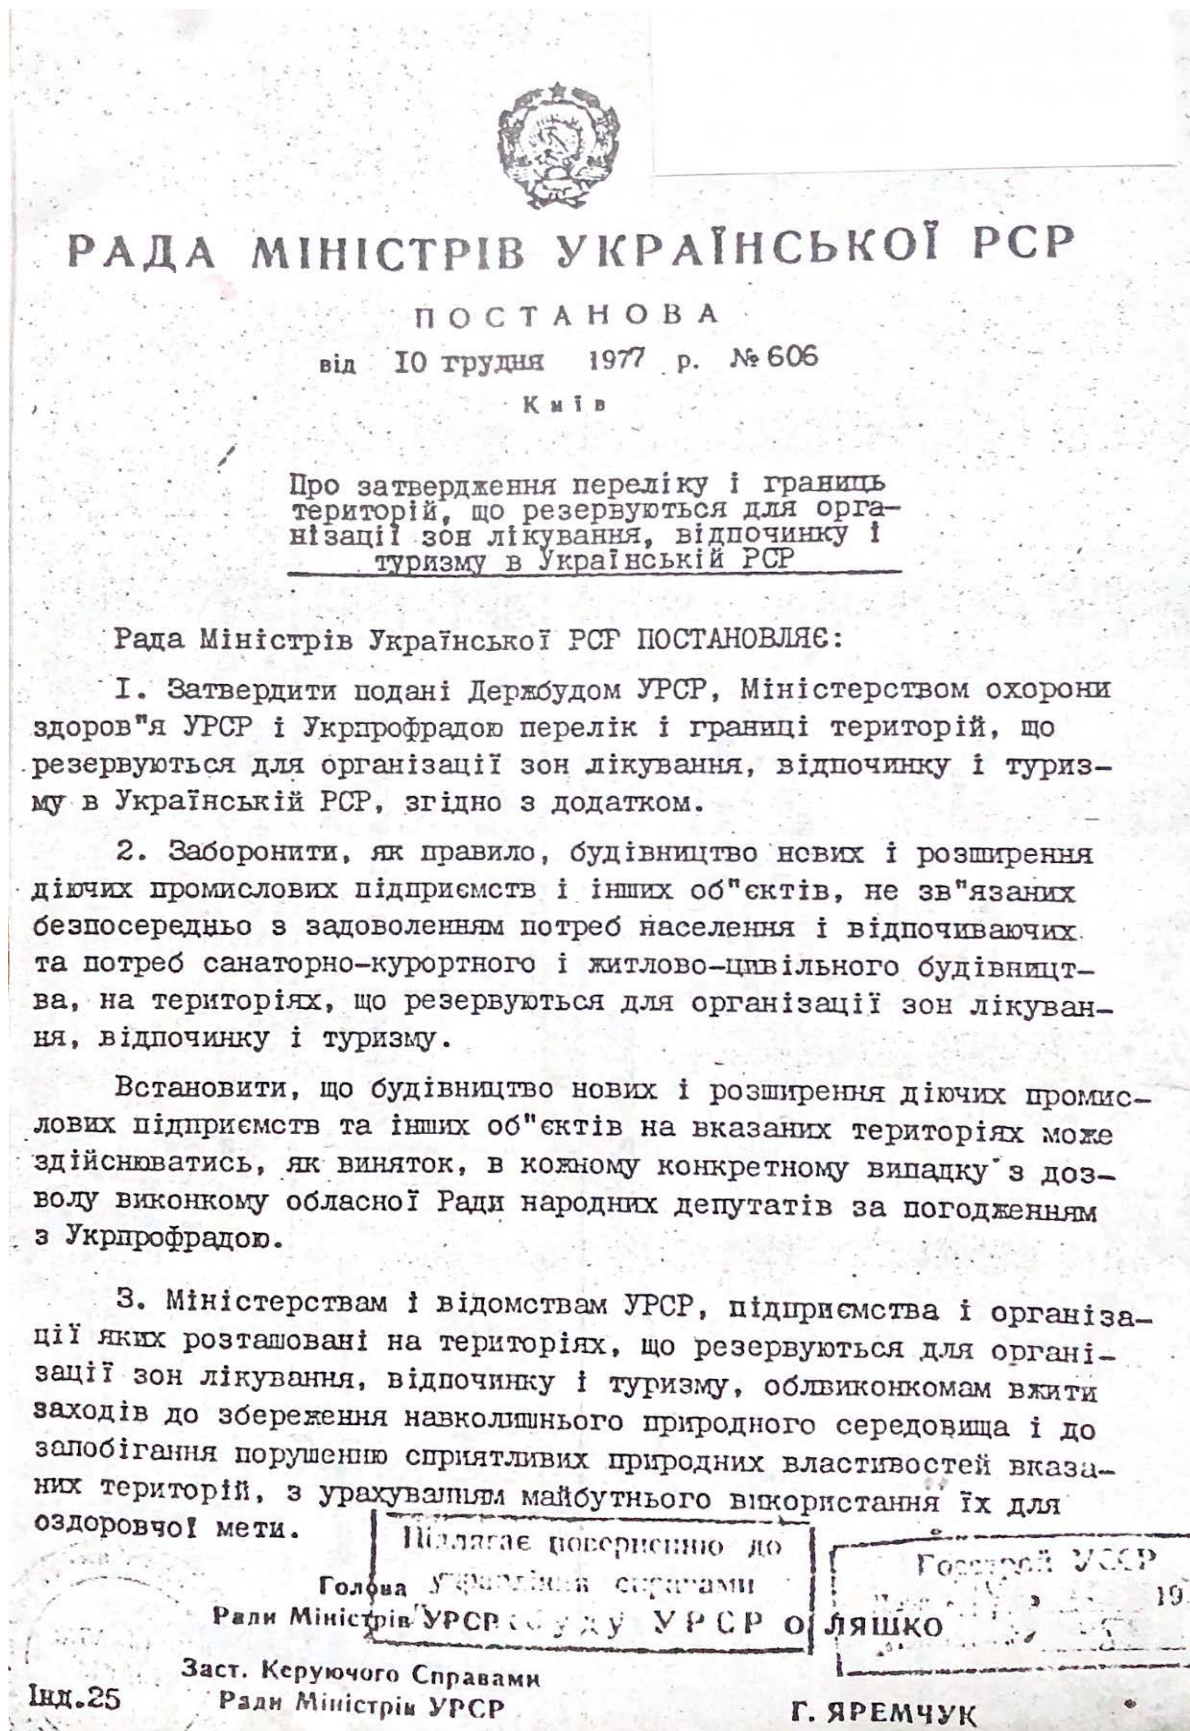 РАДА МІНІСТРІВ УКРАЇНСЬКОЇ РСР
ПОСТАНОВА
від 10 грудня 1977 р. № 606
Київ
Про затвердження переліку і границь
територій, що резервуються для орга-
нізації зон лікування, відпочинку і
туризму в Українській РСР
Рада Міністрів Української РСР ПОСТАНОВЛЯЄ:
I. Затвердити подані Держбудом УРСР, Міністерством охорони
здоров"я УРСР і Укрпрофрадою перелік і границі територій, що
резервуються для організації зон лікування, відпочинку і туриз-
му в Українській РСР, згідно з додатком.
2. Заборонити, як правило, будівництво нових і розширення
діючих промислових підприємств і інших об"єктів, не зв"язаних
безпосередньо з задоволенням потреб населення і відпочиваючих
та потреб санаторно-курортного і житлово-цивільного будівницт-
ва, на територіях, що резервуються для організації зон лікуван-
ня, відпочинку і туризму.
Встановити, що будівництво нових і розширення діючих промис-
лових підприємств та інших об"єктів на вказаних територіях може
здійснюватись, як виняток, в кожному конкретному випадку з доз-
волу виконкому обласної Ради народних депутатів за погодженням
з Укрпрофрадою.
3. Міністерствам і відомствам УРСР, підприємства і організа-
ції яких розташовані на територіях, що резервуються для органі-
зації зон лікування, відпочинку і туризму, облвиконкомам вжити
заходів до збереження навколишнього природного середовища і до
запобігання порушенню сприятливих природних властивостей вказа-
них територій, з урахуванням майбутнього використання їх для
оздоровчої мети.
Підлягає поверненню до
Управління справами
УРСР
Госстрой УССР
19
Голова
Ради Міністрів УРСР О ЛЯШКО
Заст. Керуючого Справами
Ради Міністрів УРСР Г. ЯРЕМЧУК
Інд.25